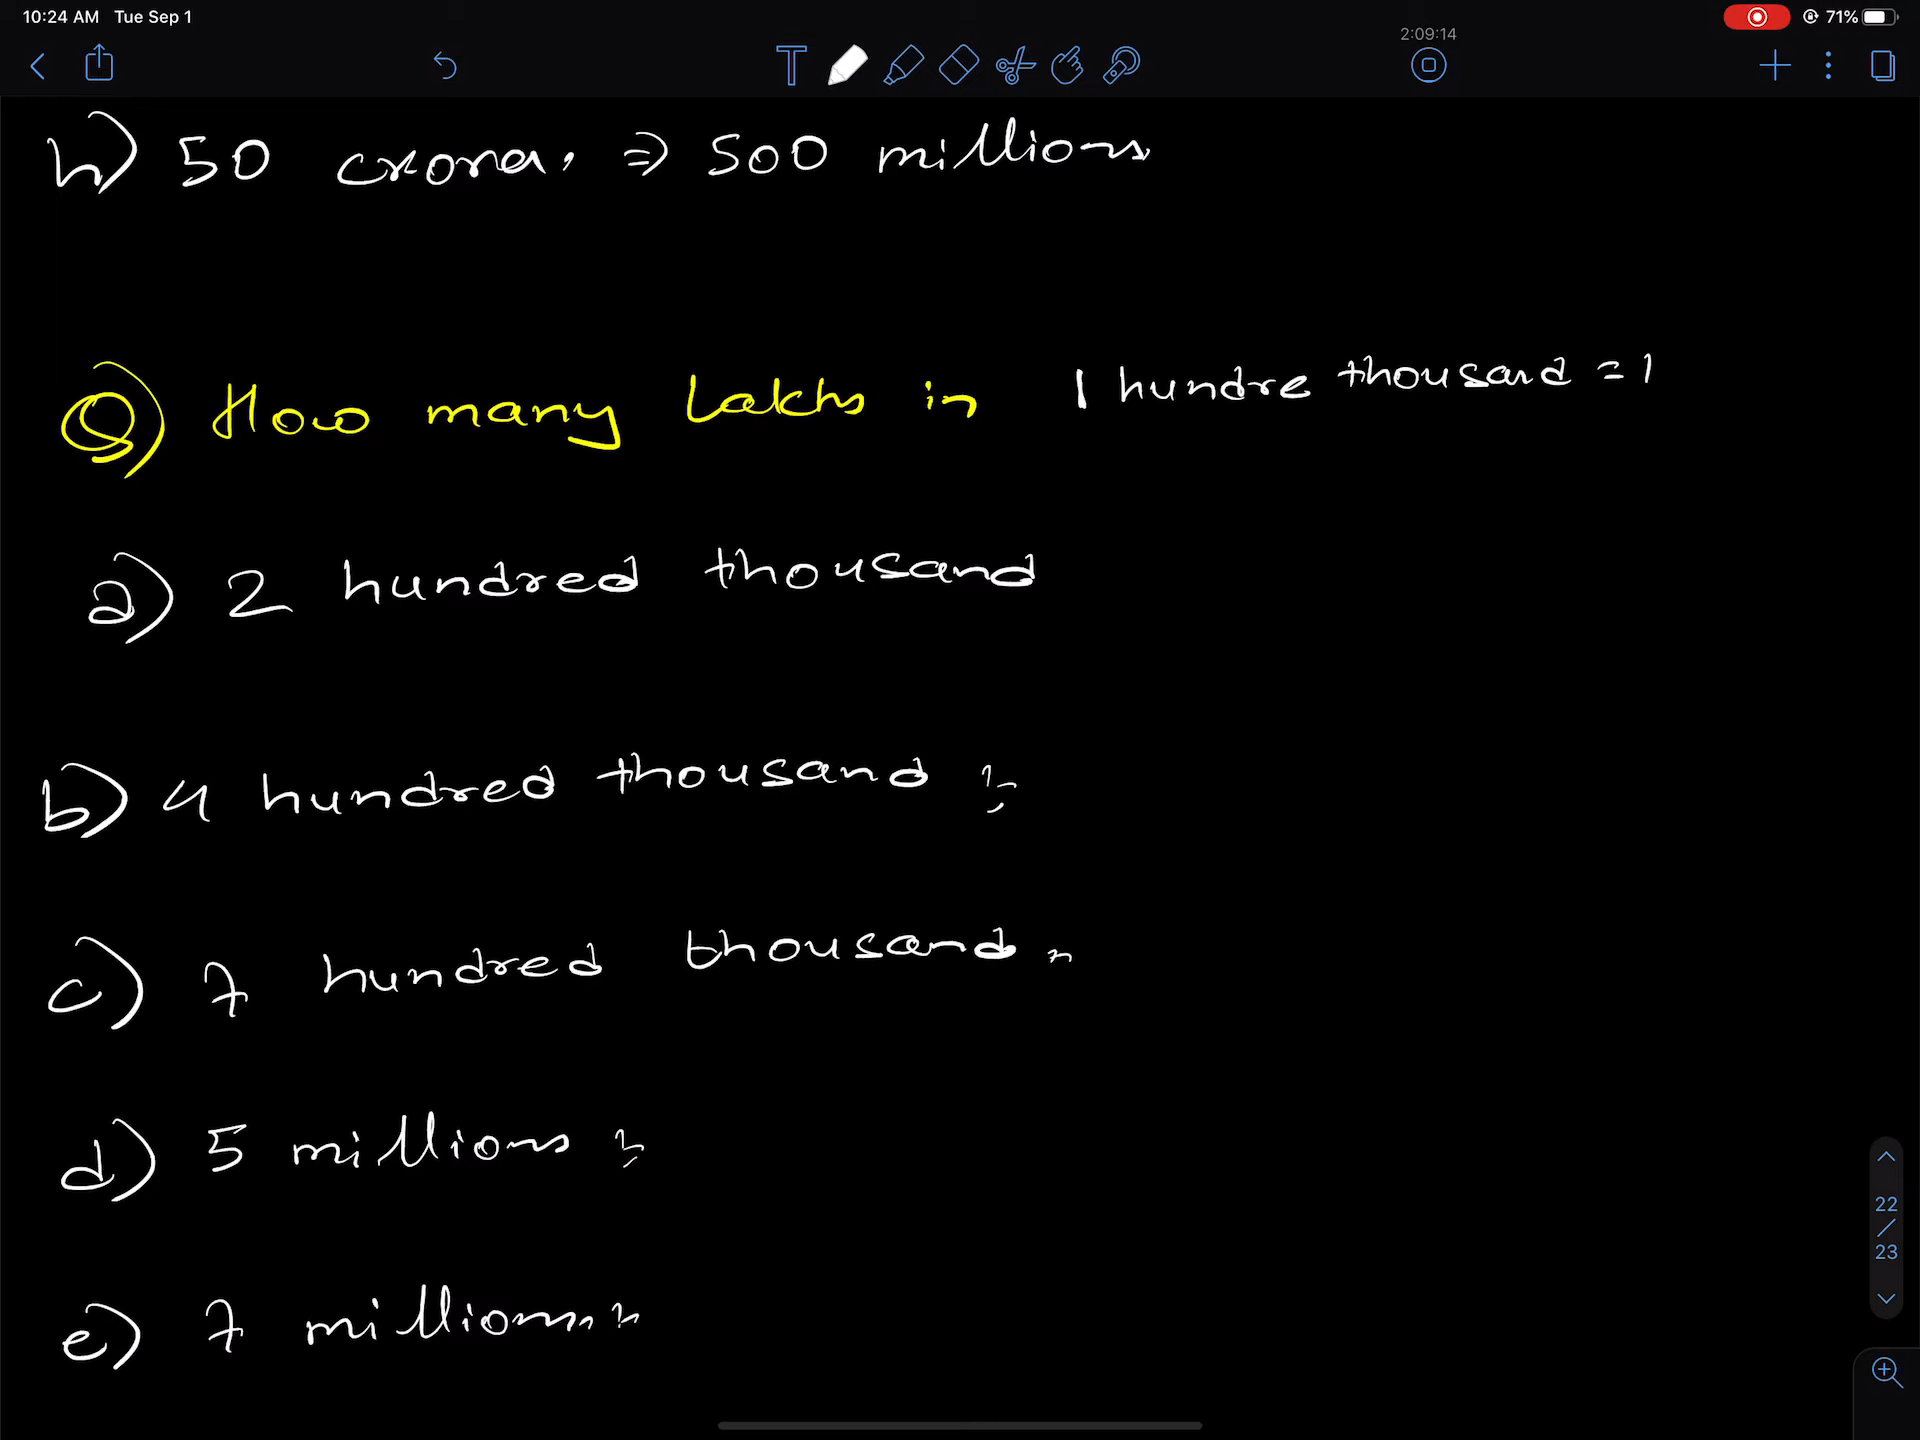 10:24 AM Tue Sep 1
71%
2:09:14
h) 50 crores ⇒ 500 millions
Q) How many Lakhs in 1 hundre thousand = 1
a) 2 hundred thousand
b) 4 hundred thousand =
c) 7 hundred thousand =
d) 5 millions =
e) 7 millions =
22
/
23